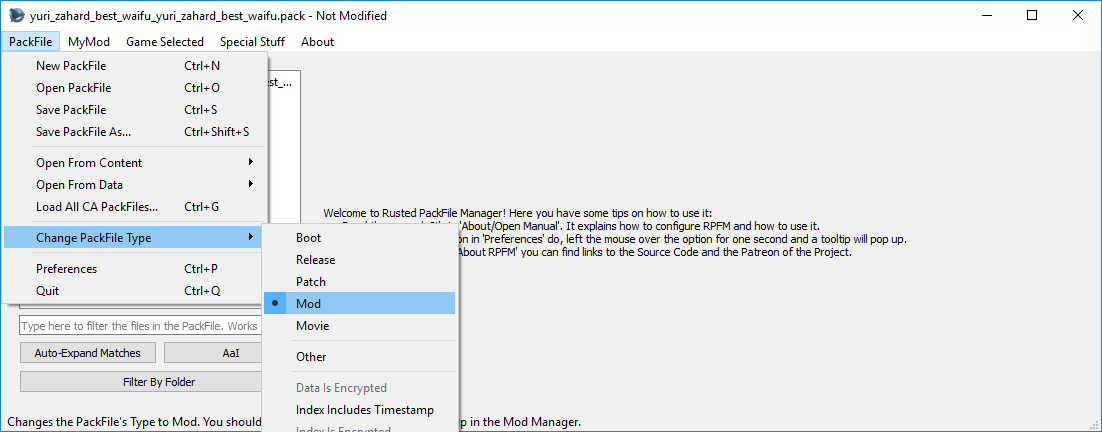 yuri_zahard_best_waifu_yuri_zahard_best_waifu.pack - Not Modified
PackFile MyMod Game Selected Special Stuff About
New PackFile Ctrl+N
Open PackFile Ctrl+O
Save PackFile Ctrl+S
Save PackFile As... Ctrl+Shift+S
Open From Content
Open From Data
Load All CA PackFiles... Ctrl+G
Change PackFile Type
Preferences Ctrl+P
Quit Ctrl+Q
Boot
Release
Patch
Mod
Movie
Other
Data Is Encrypted
Index Includes Timestamp
Index Is Encrypted
Welcome to Rusted PackFile Manager! Here you have some tips on how to use it:
'About/Open Manual'. It explains how to configure RPFM and how to use it.
in 'Preferences' do, left the mouse over the option for one second and a tooltip will pop up.
About RPFM' you can find links to the Source Code and the Patreon of the Project.
Type here to filter the files in the PackFile. Works
Auto-Expand Matches AaI
Filter By Folder
Changes the PackFile's Type to Mod. You should in the Mod Manager.